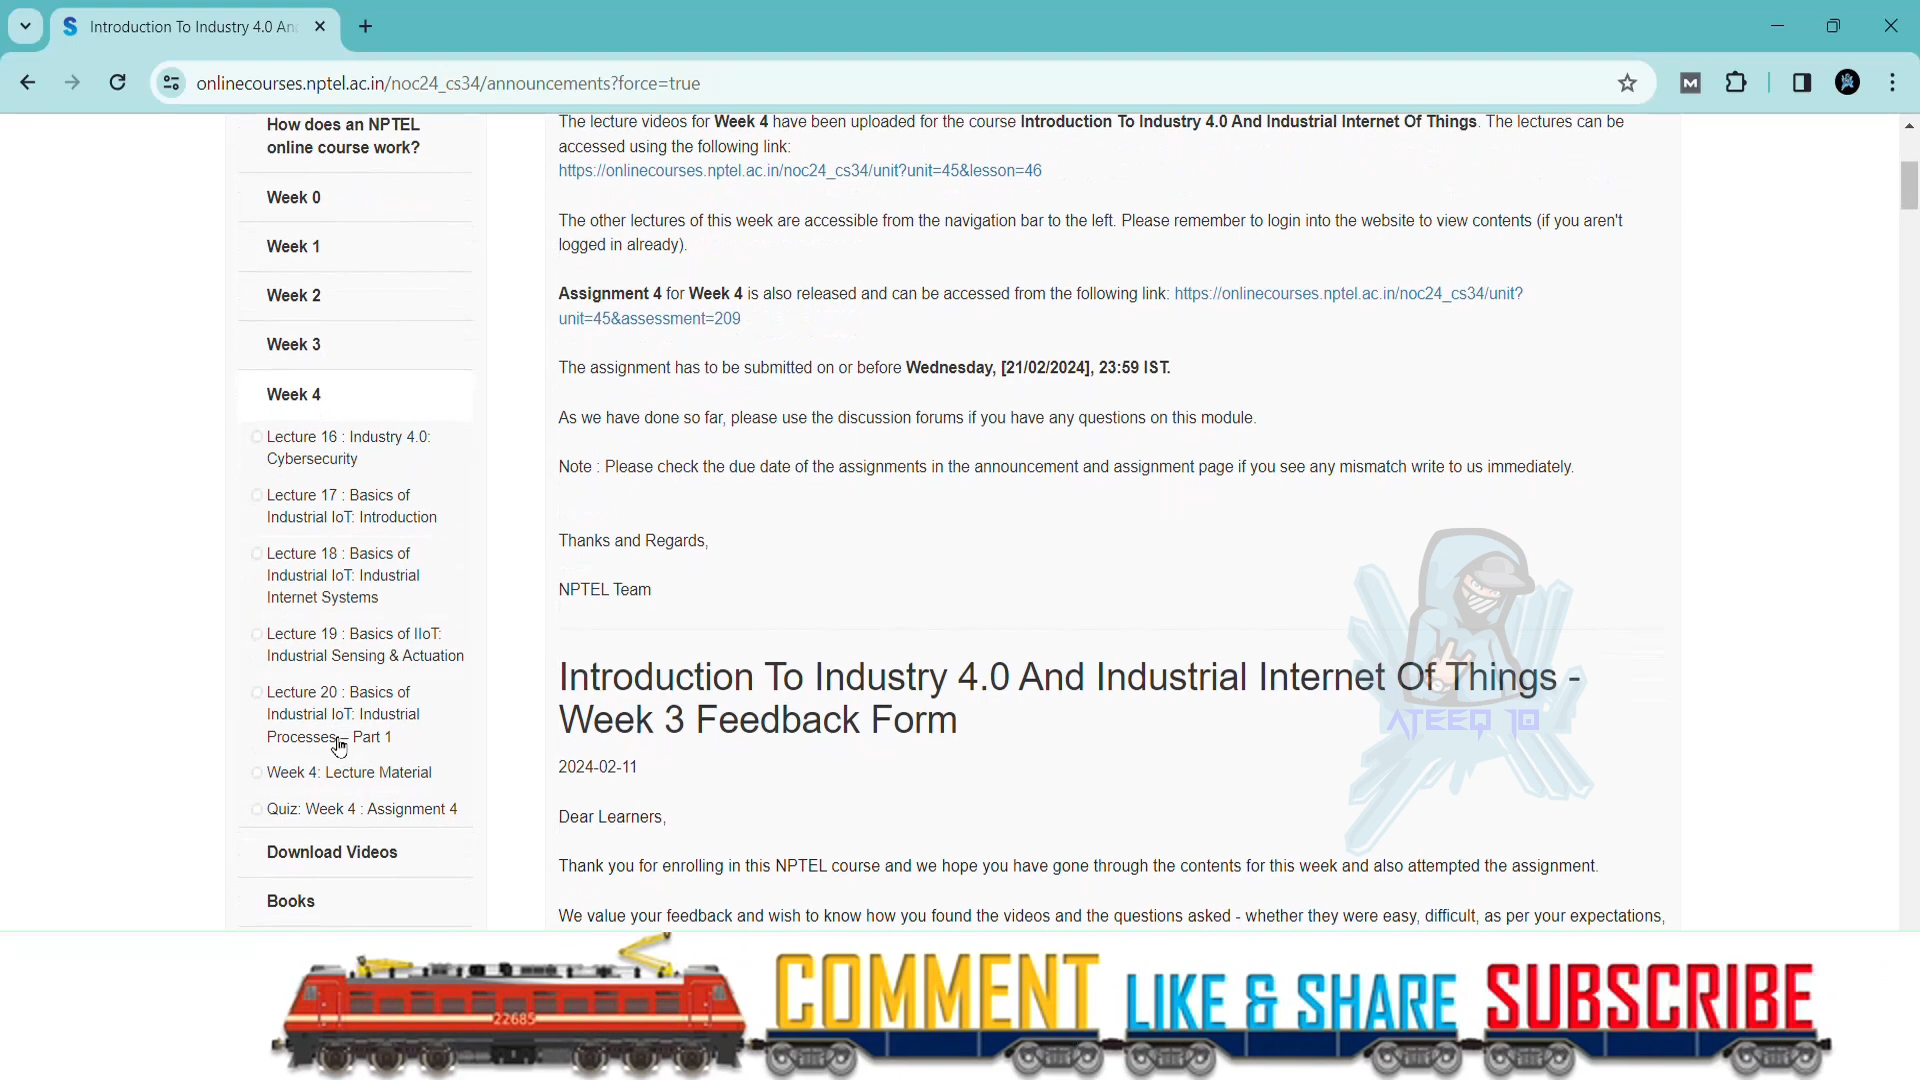 Introduction To Industry 4.0 An
onlinecourses.nptel.ac.in/noc24_cs34/announcements?force=true
How does an NPTEL
online course work?
Week 0
Week 1
Week 2
Week 3
Week 4
Lecture 16 : Industry 4.0:
Cybersecurity
Lecture 17 : Basics of
Industrial IoT: Introduction
Lecture 18 : Basics of
Industrial IoT: Industrial
Internet Systems
Lecture 19 : Basics of IIoT:
Industrial Sensing & Actuation
Lecture 20 : Basics of
Industrial IoT: Industrial
Processes – Part 1
Week 4: Lecture Material
Quiz: Week 4 : Assignment 4
Download Videos
Books
The lecture videos for Week 4 have been uploaded for the course Introduction To Industry 4.0 And Industrial Internet Of Things. The lectures can be
accessed using the following link:
https://onlinecourses.nptel.ac.in/noc24_cs34/unit?unit=45&lesson=46
The other lectures of this week are accessible from the navigation bar to the left. Please remember to login into the website to view contents (if you aren't
logged in already).
Assignment 4 for Week 4 is also released and can be accessed from the following link: https://onlinecourses.nptel.ac.in/noc24_cs34/unit?
unit=45&assessment=209
The assignment has to be submitted on or before Wednesday, [21/02/2024], 23:59 IST.
As we have done so far, please use the discussion forums if you have any questions on this module.
Note : Please check the due date of the assignments in the announcement and assignment page if you see any mismatch write to us immediately.
Thanks and Regards,
NPTEL Team
Introduction To Industry 4.0 And Industrial Internet Of Things -
Week 3 Feedback Form
2024-02-11
Dear Learners,
Thank you for enrolling in this NPTEL course and we hope you have gone through the contents for this week and also attempted the assignment.
We value your feedback and wish to know how you found the videos and the questions asked - whether they were easy, difficult, as per your expectations,
ATEEQ 10
22685
COMMENT
LIKE & SHARE
SUBSCRIBE